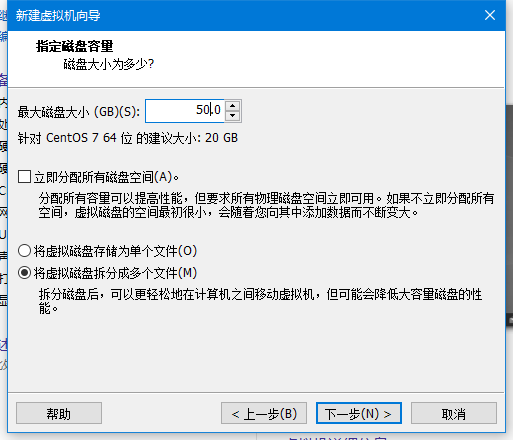 新建虚拟机向导
指定磁盘容量
磁盘大小为多少?
最大磁盘大小 (GB)(S): 50.0
针对 CentOS 7 64 位 的建议大小: 20 GB
立即分配所有磁盘空间(A)。
分配所有容量可以提高性能，但要求所有物理磁盘空间立即可用。如果不立即分配所有
空间，虚拟磁盘的空间最初很小，会随着您向其中添加数据而不断变大。
将虚拟磁盘存储为单个文件(O)
将虚拟磁盘拆分成多个文件(M)
拆分磁盘后，可以更轻松地在计算机之间移动虚拟机，但可能会降低大容量磁盘的性
能。
帮助 < 上一步(B) 下一步(N) > 取消